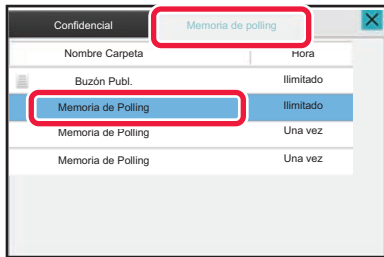 Confidencial Memoria de polling
Nombre Carpeta Hora
Buzón Publ. Ilimitado
Memoria de Polling Ilimitado
Memoria de Polling Una vez
Memoria de Polling Una vez